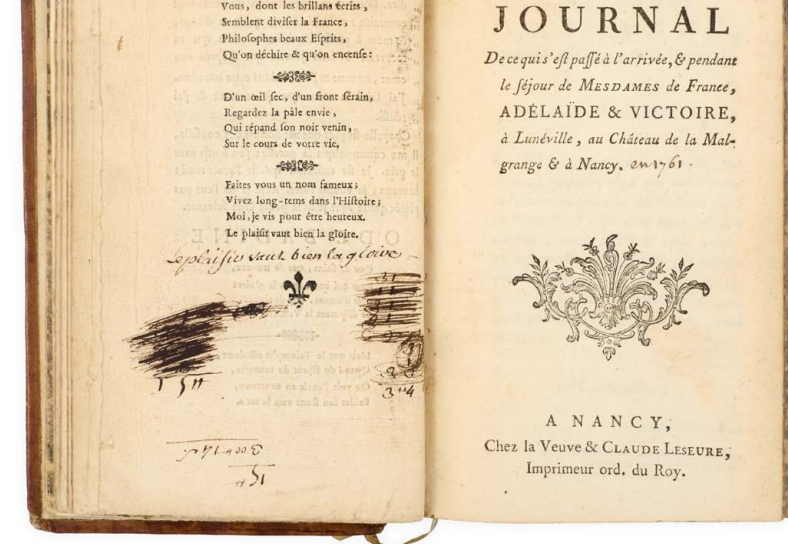 Vous, dont les brillans écrits,
Semblent diviſer la France,
Philoſophes beaux Eſprits,
Qu'on déchire & qu'on encenſe:
D'un œil ſec, d'un front ſérain,
Regardez la pâle envie,
Qui répand ſon noir venin,
Sur le cours de votre vie.
Faites vous un nom fameux;
Vivez long-tems dans l'Hiſtoire;
Moi, je vis pour être heureux.
Le plaiſir vaut bien la gloire.
Le plaisir vaut bien la gloire
JOURNAL
De ce qui s'eſt paſſé à l'arrivée, & pendant
le ſéjour de MESDAMES de France,
ADÉLAÏDE & VICTOIRE,
à Lunéville, au Château de la Mal-
grange & à Nancy. en 1761.
A NANCY,
Chez la Veuve & CLAUDE LESEURE,
Imprimeur ord. du Roy.